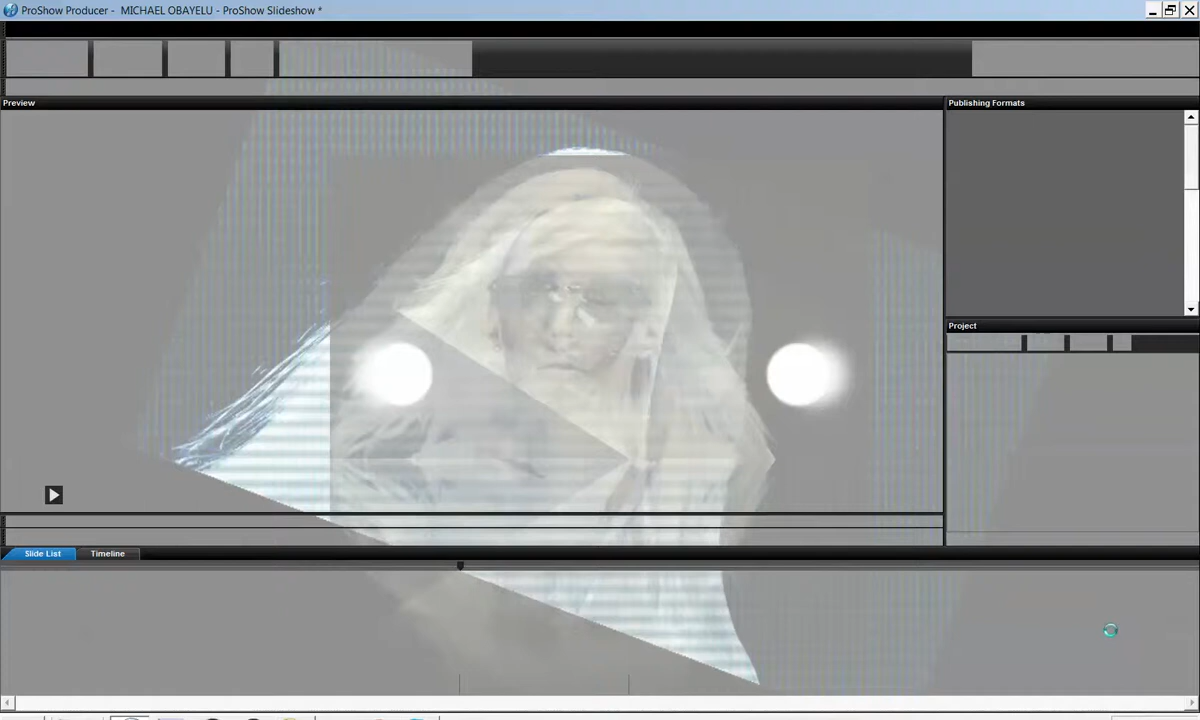 ProShow Producer - MICHAEL OBAYELU - ProShow Slideshow *
Preview
Publishing Formats
Project
Slide List
Timeline